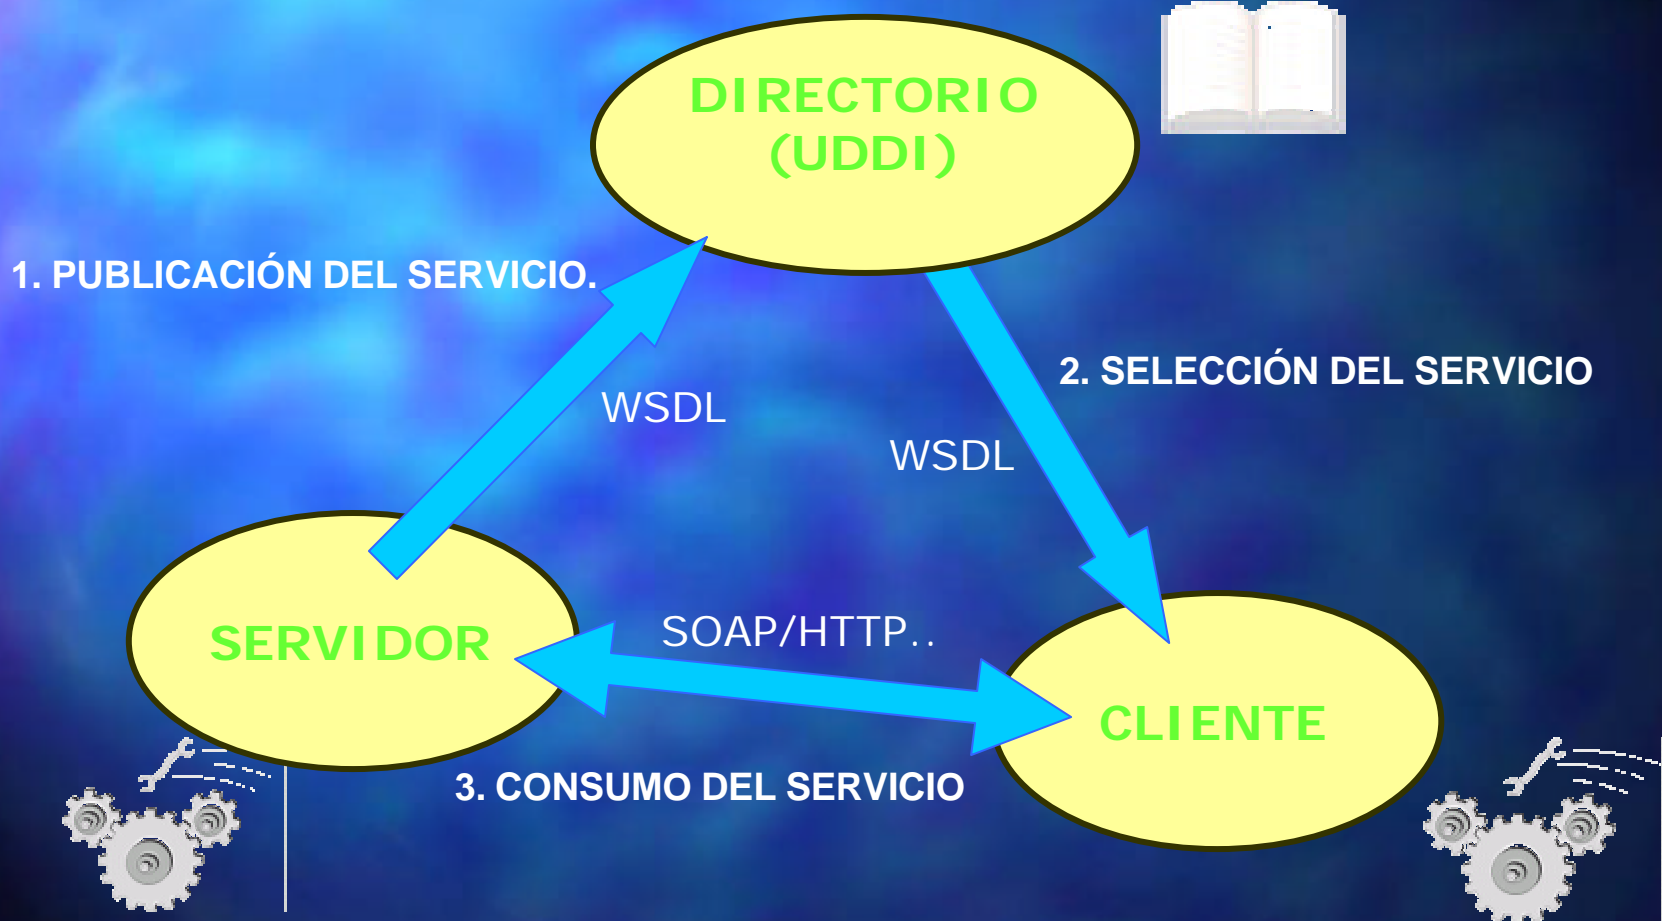 DIRECTORIO
(UDDI)
1. PUBLICACIÓN DEL SERVICIO.
2. SELECCIÓN DEL SERVICIO
WSDL
WSDL
SERVIDOR
SOAP/HTTP..
CLIENTE
3. CONSUMO DEL SERVICIO